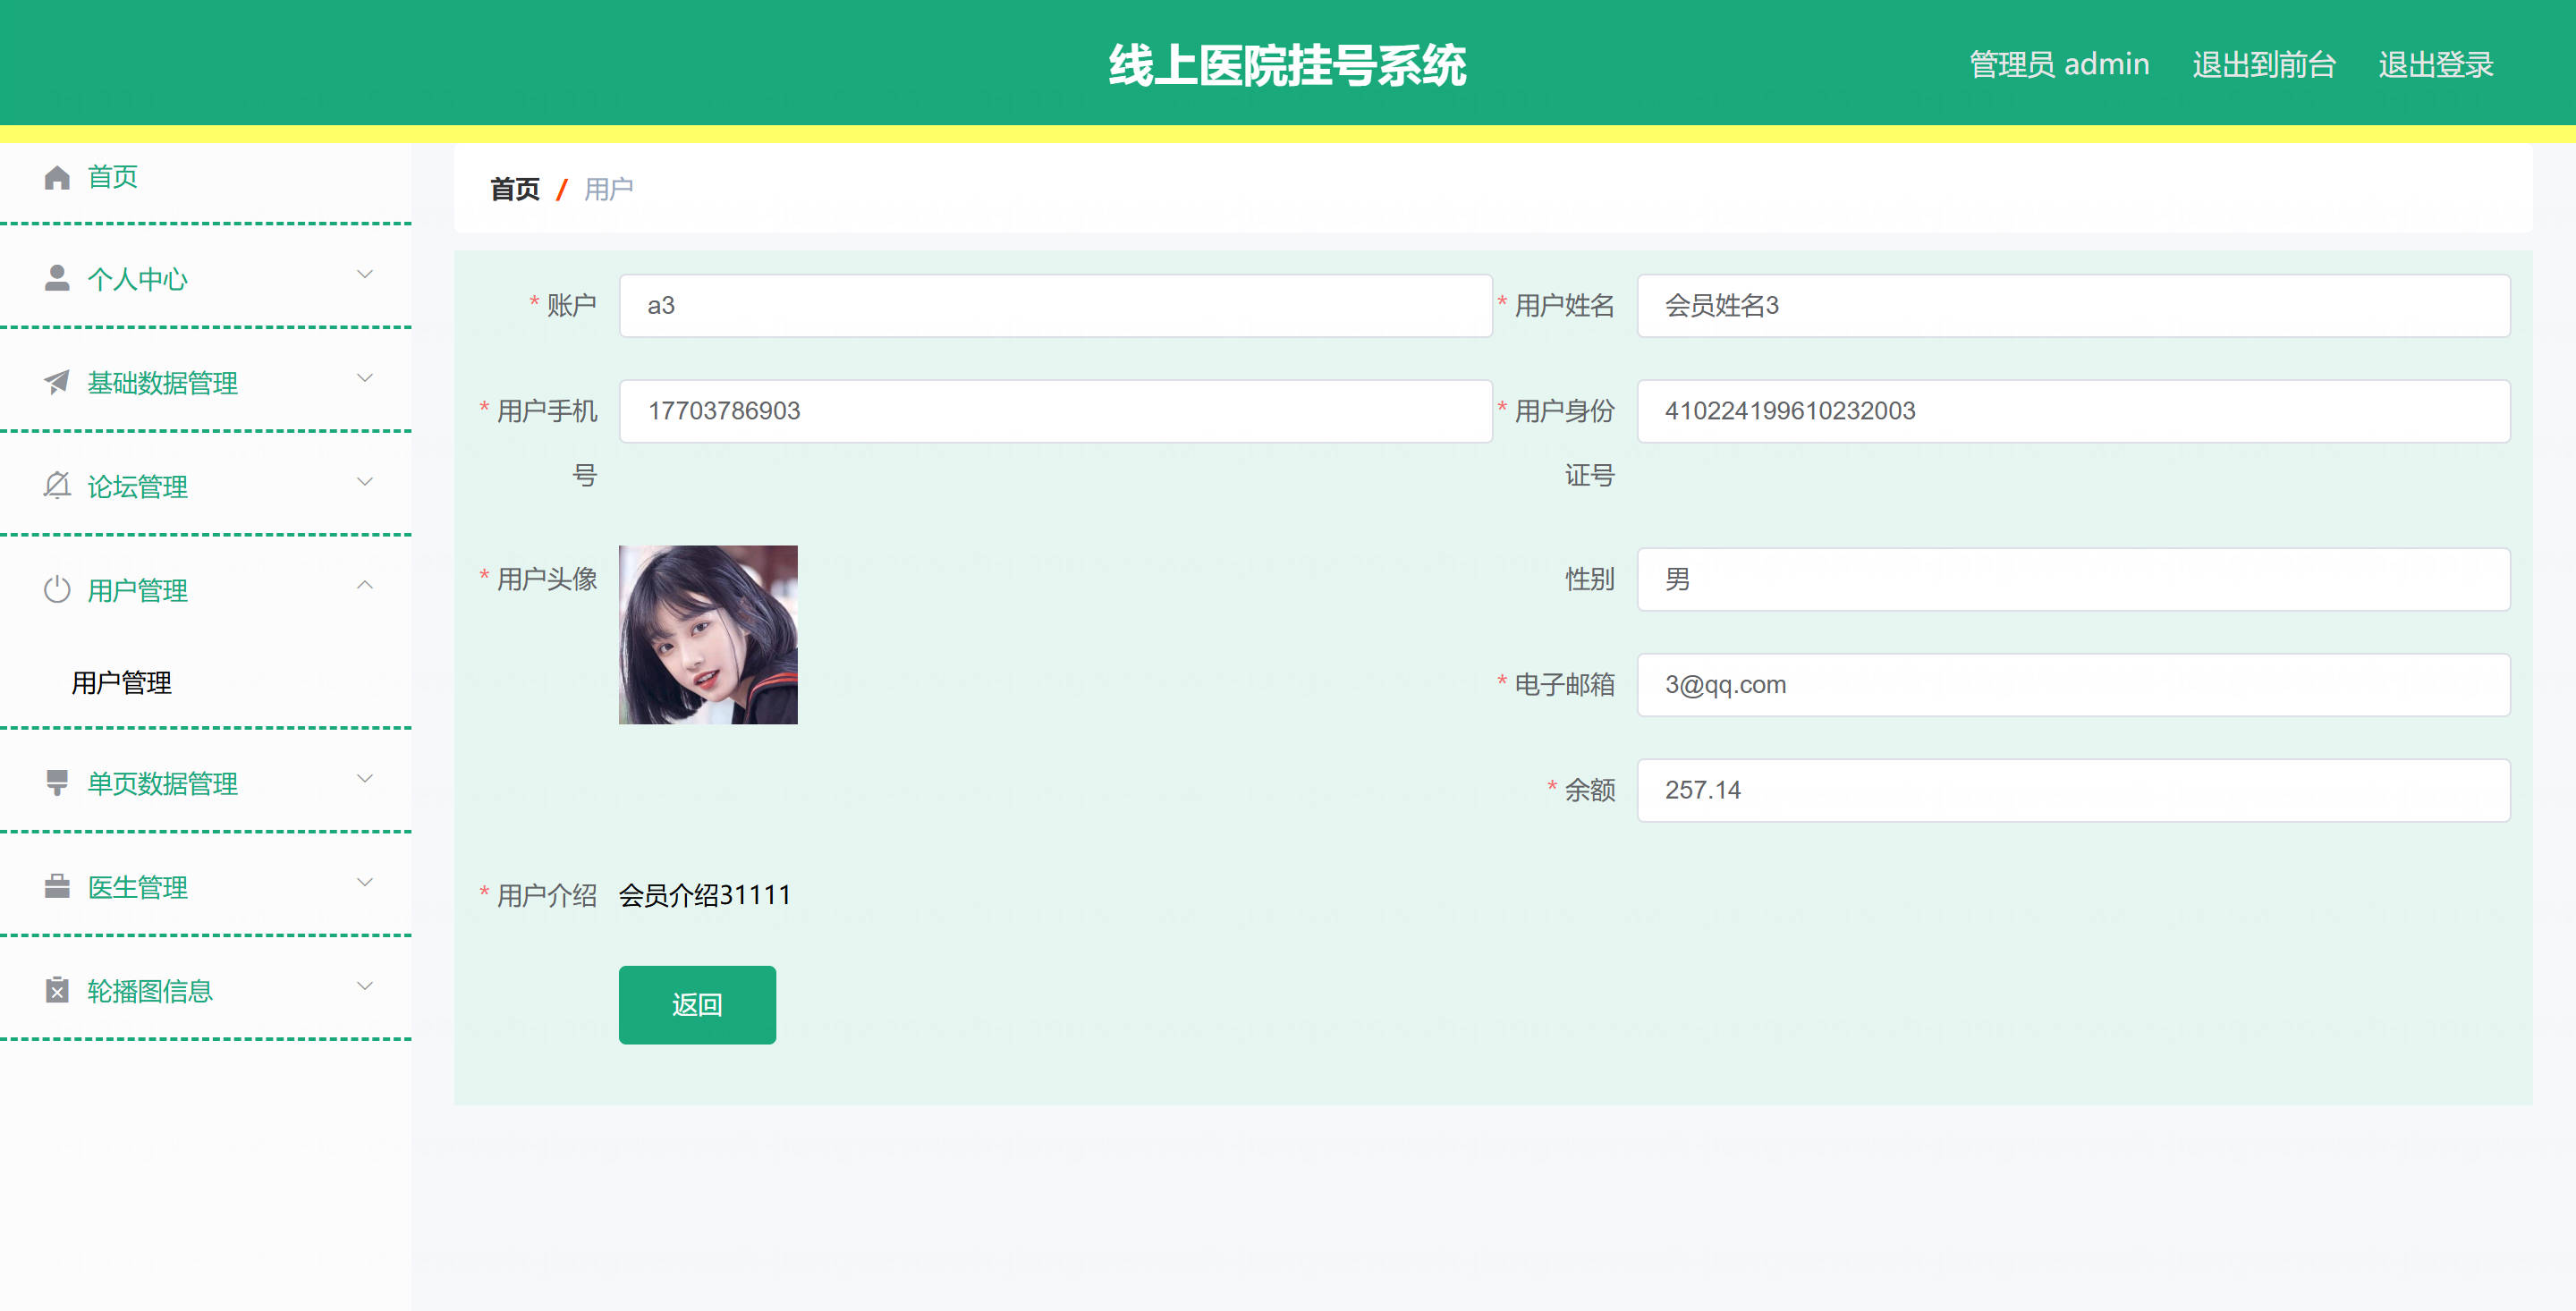 线上医院挂号系统
管理员 admin 退出到前台 退出登录
首页
个人中心
基础数据管理
论坛管理
用户管理
用户管理
单页数据管理
医生管理
轮播图信息
首页 / 用户
* 账户 a3 * 用户姓名 会员姓名3
* 用户手机号 17703786903 * 用户身份证号 410224199610232003
* 用户头像 性别 男
* 电子邮箱 3@qq.com
* 余额 257.14
* 用户介绍 会员介绍31111
返回